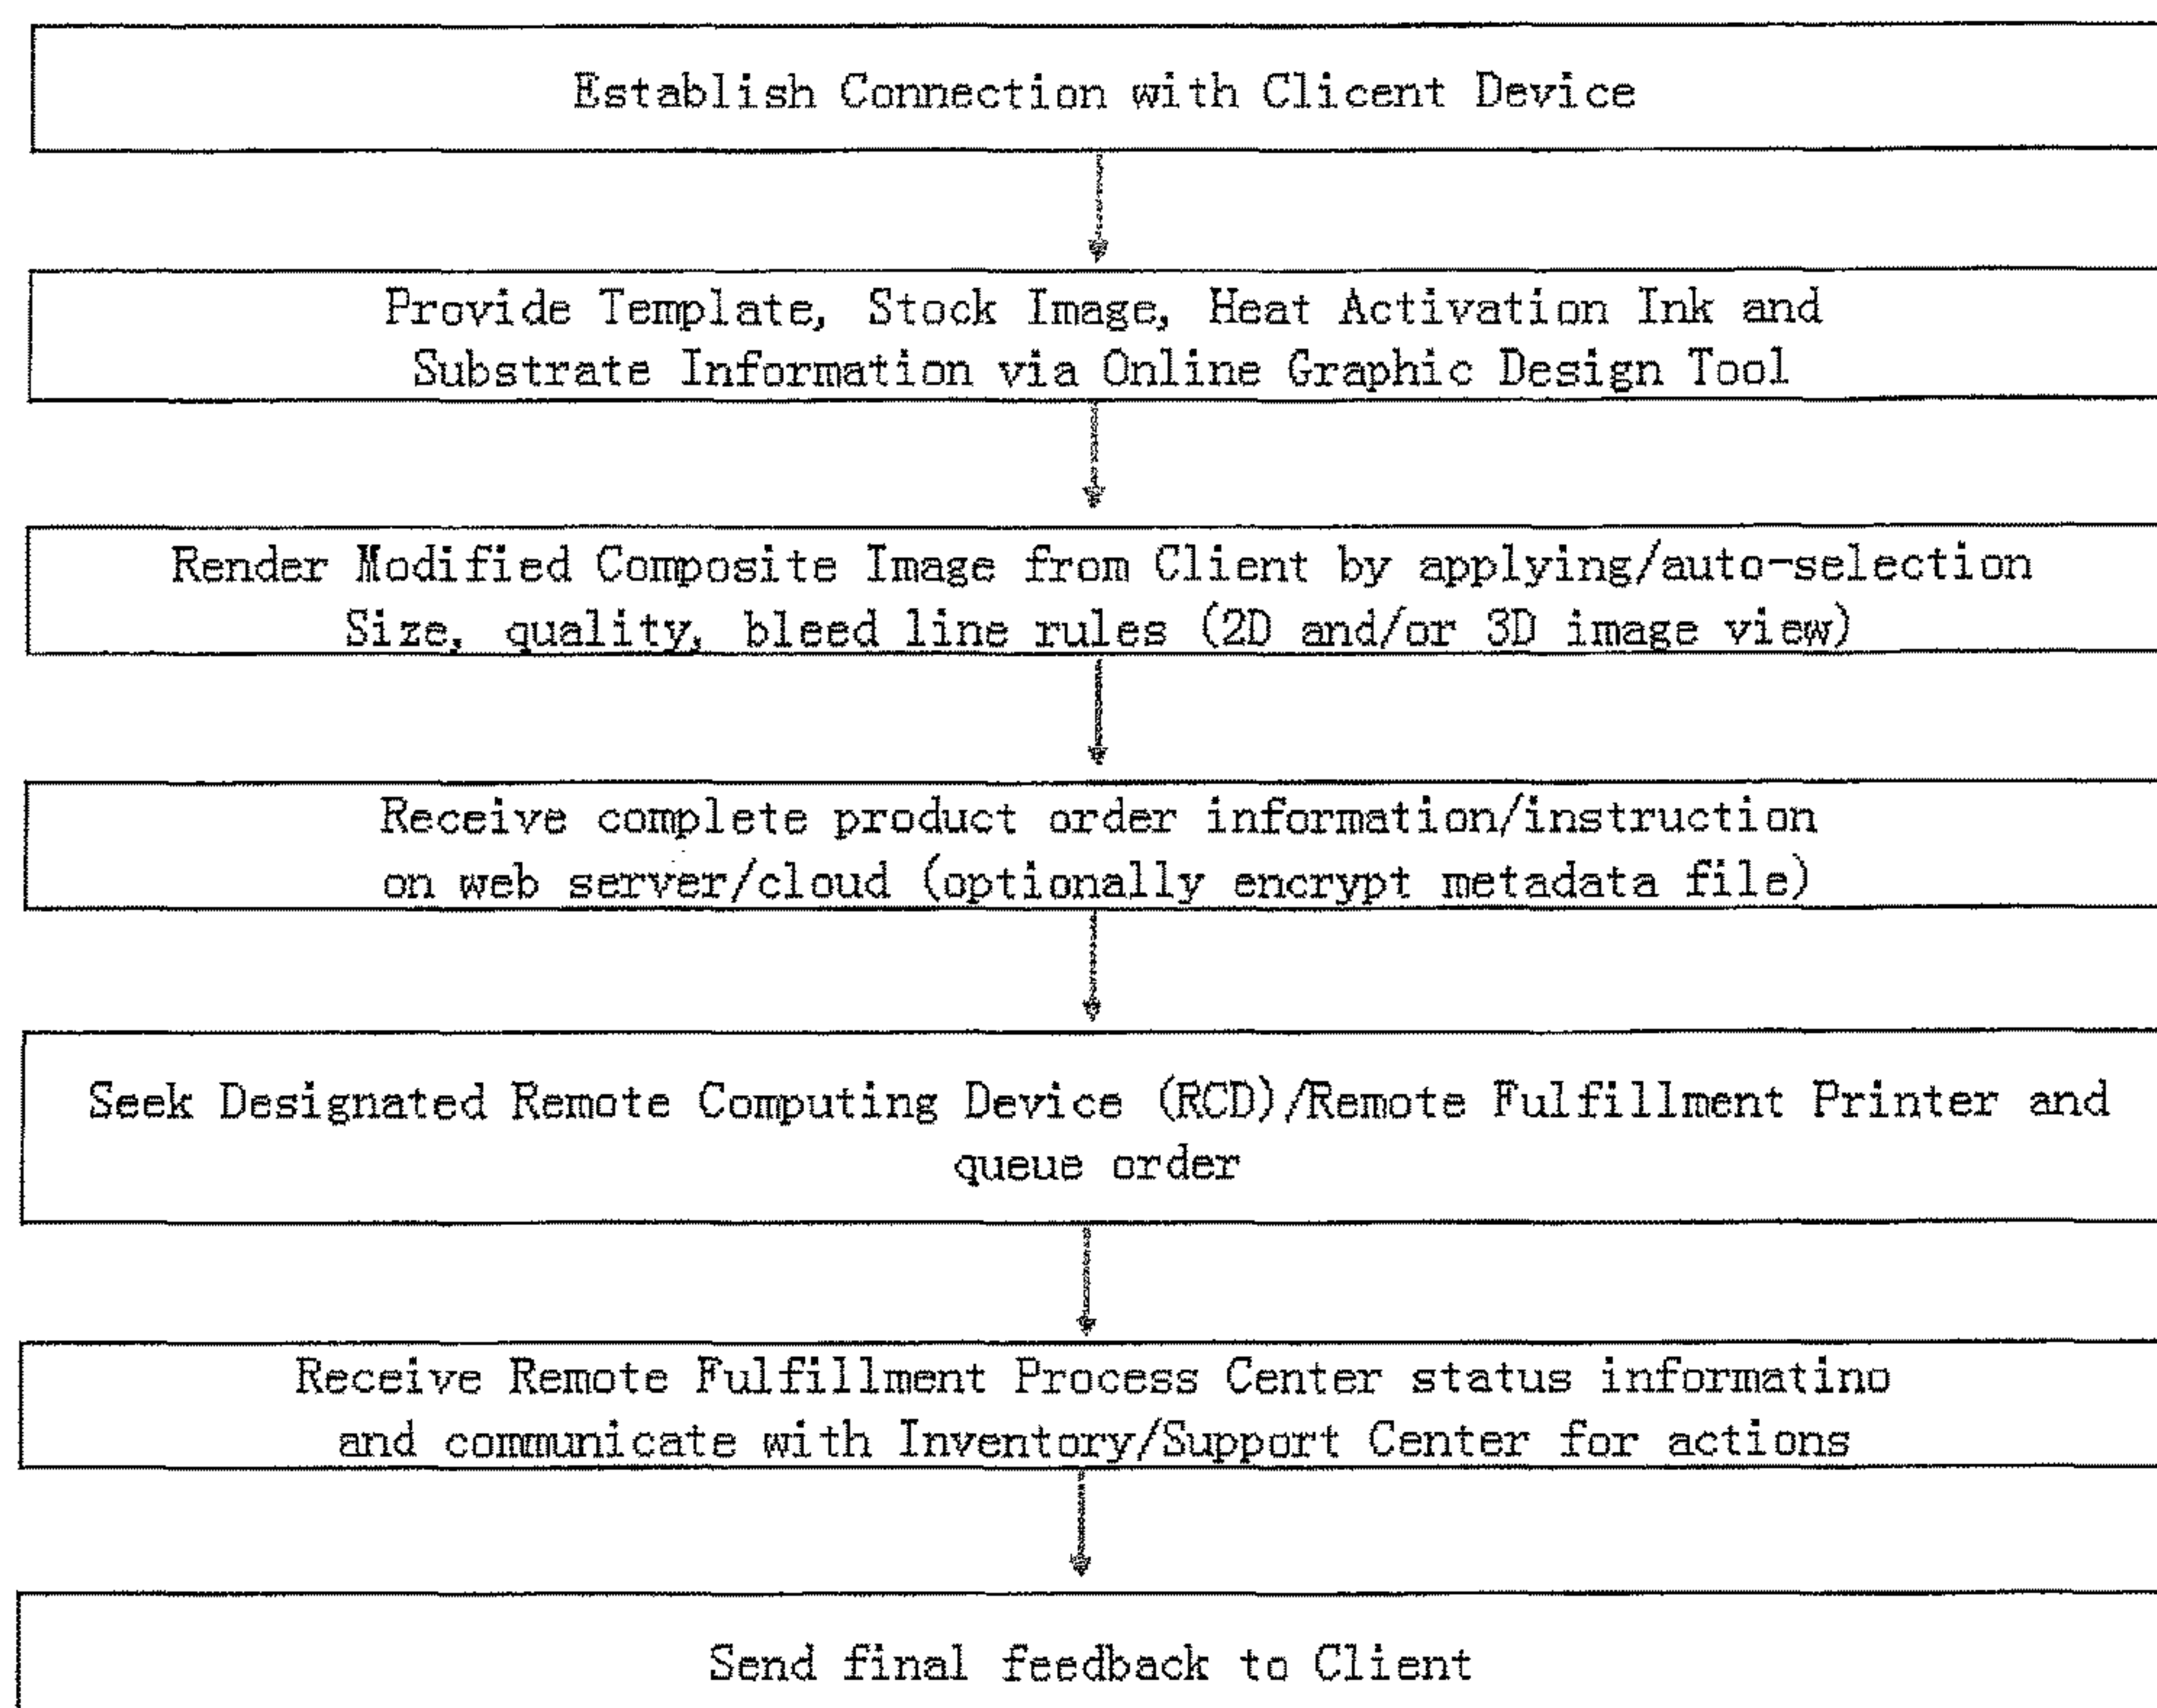 Establish Connection with Clicent Device
Provide Template, Stock Image, Heat Activation Ink and
Substrate Information via Online Graphic Design Tool
Render Modified Composite Image from Client by applying/auto-selection
Size, quality, bleed line rules (2D and/or 3D image view)
Receive complete product order information/instruction
on web server/cloud (optionally encrypt metadata file)
Seek Designated Remote Computing Device (RCD)/Remote Fulfillment Printer and
queue order
Receive Remote Fulfillment Process Center status informatino
and communicate with Inventory/Support Center for actions
Send final feedback to Client